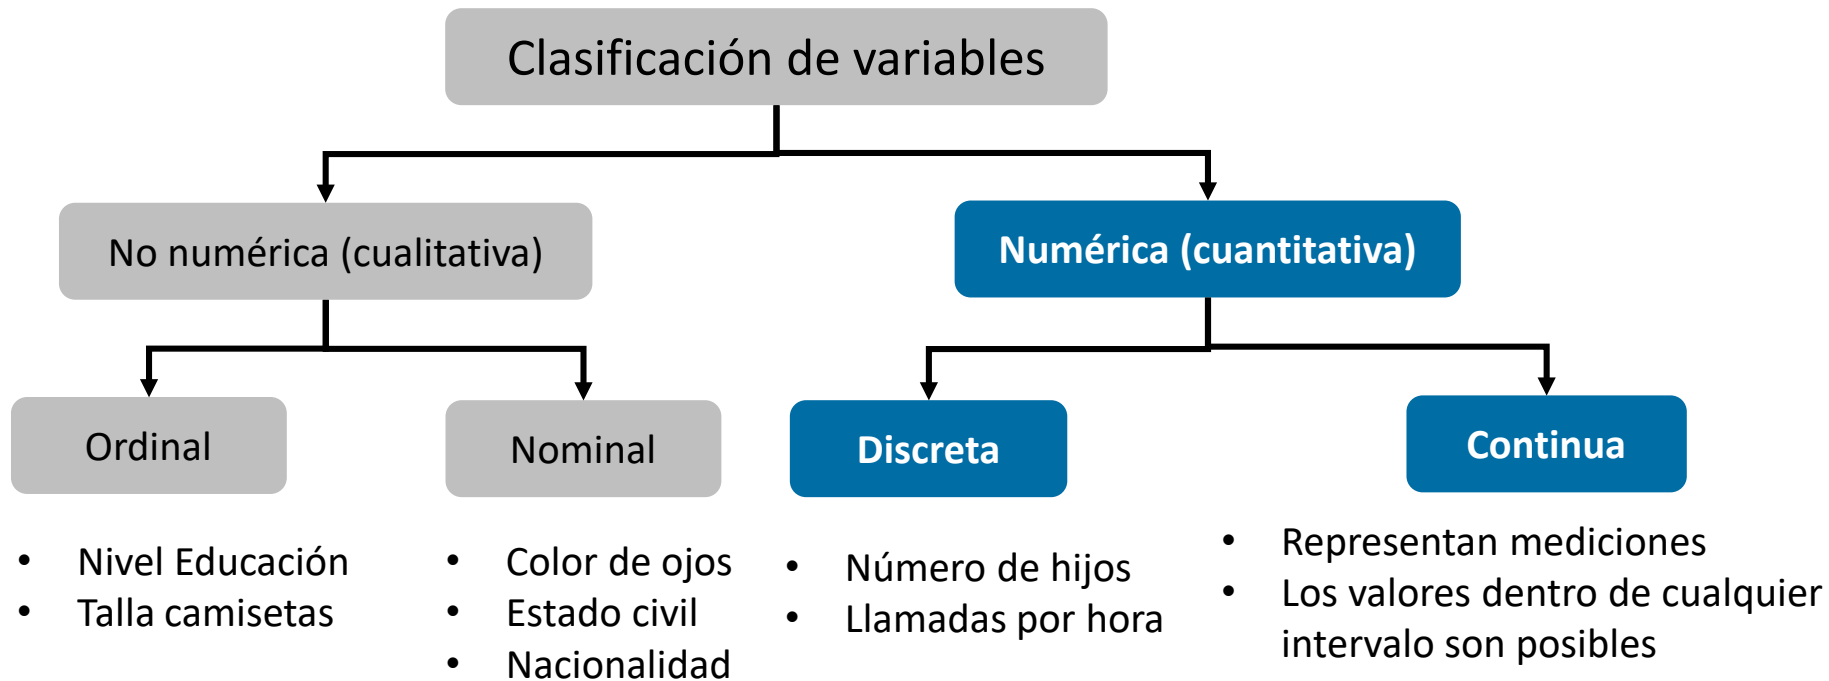 Clasificación de variables
No numérica (cualitativa)
Numérica (cuantitativa)
Ordinal
Nominal
Discreta
Continua
• Nivel Educación
• Talla camisetas
• Color de ojos
• Estado civil
• Nacionalidad
• Número de hijos
• Llamadas por hora
• Representan mediciones
• Los valores dentro de cualquier
intervalo son posibles